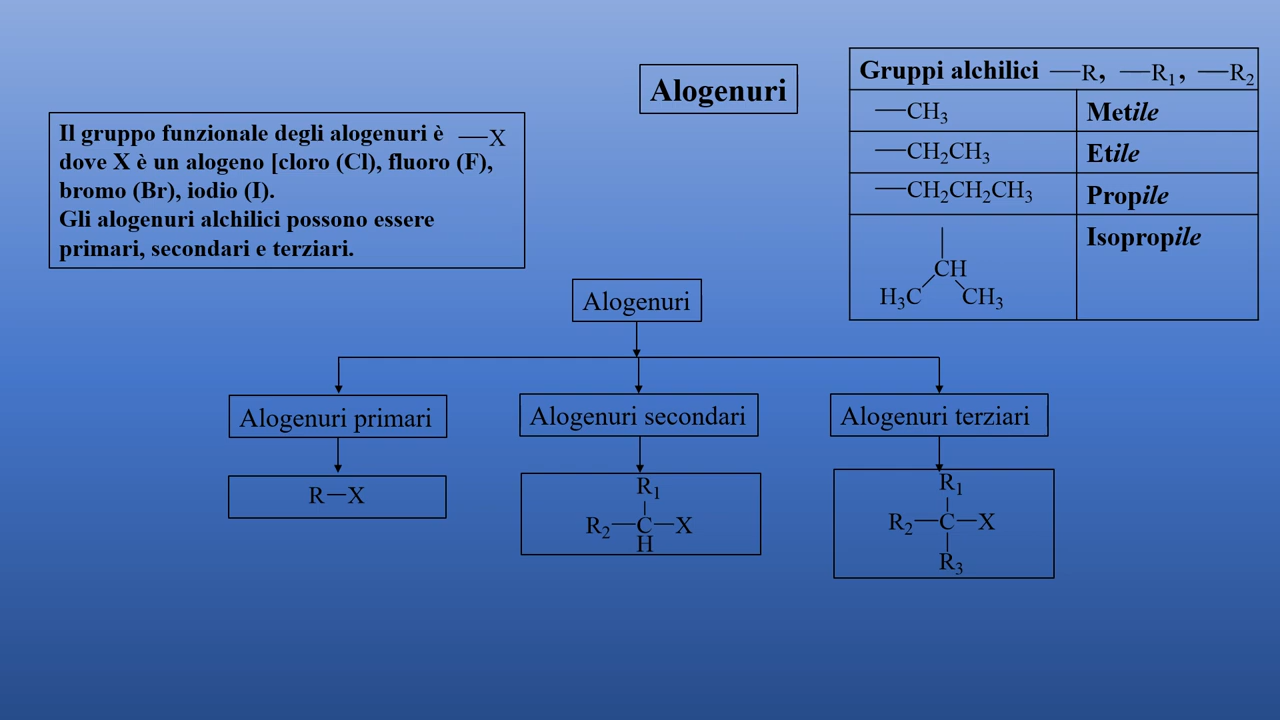 Alogenuri
Il gruppo funzionale degli alogenuri è —X
dove X è un alogeno [cloro (Cl), fluoro (F),
bromo (Br), iodio (I).
Gli alogenuri alchilici possono essere
primari, secondari e terziari.
Gruppi alchilici —R, —R₁, —R₂
—CH₃ Metile
—CH₂CH₃ Etile
—CH₂CH₂CH₃ Propile
Isopropile
CH
H₃C CH₃
Alogenuri
Alogenuri primari
Alogenuri secondari
Alogenuri terziari
R—X
R₁
R₂—C—X
H
R₁
R₂—C—X
R₃